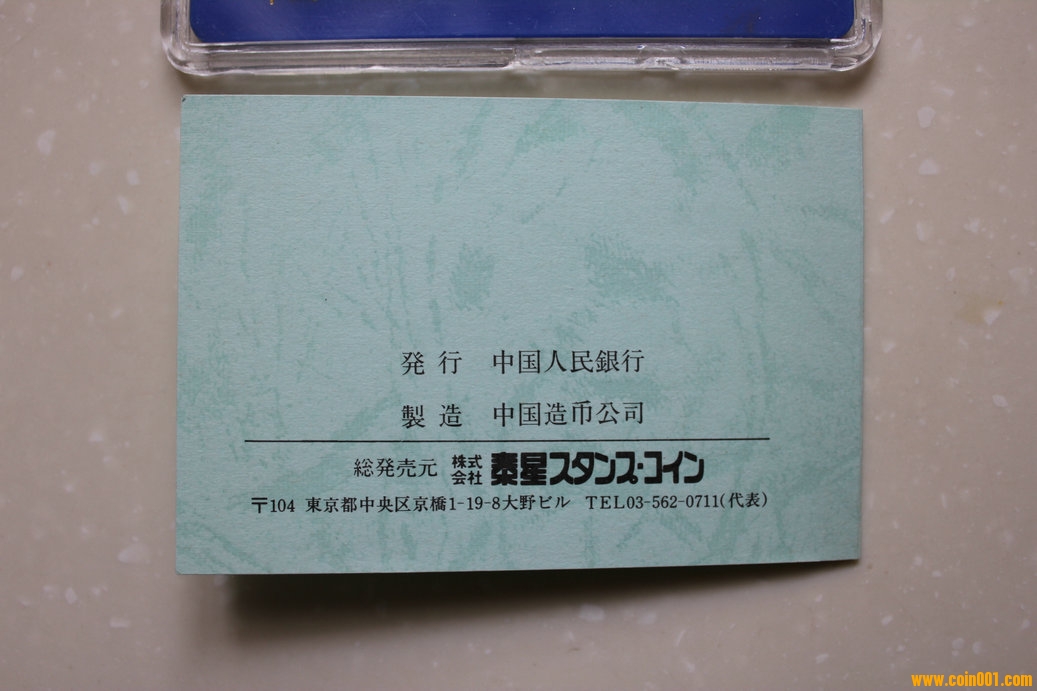 発行 中国人民銀行
製造 中国造币公司
総発売元 株式会社 泰星スタンプ・コイン
〒104 東京都中央区京橋1-19-8大野ビル TEL03-562-0711(代表)
www.coin001.com